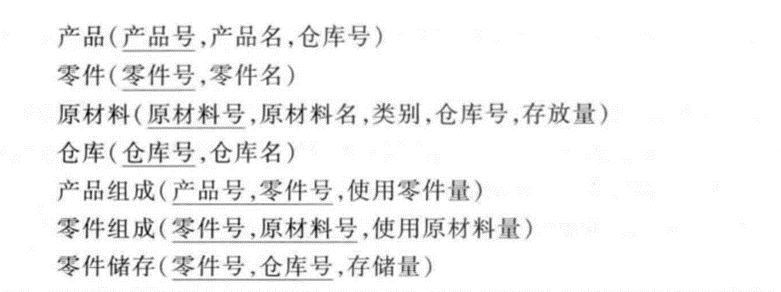 产品(产品号,产品名,仓库号)
零件(零件号,零件名)
原材料(原材料号,原材料名,类别,仓库号,存放量)
仓库(仓库号,仓库名)
产品组成(产品号,零件号,使用零件量)
零件组成(零件号,原材料号,使用原材料量)
零件储存(零件号,仓库号,存储量)